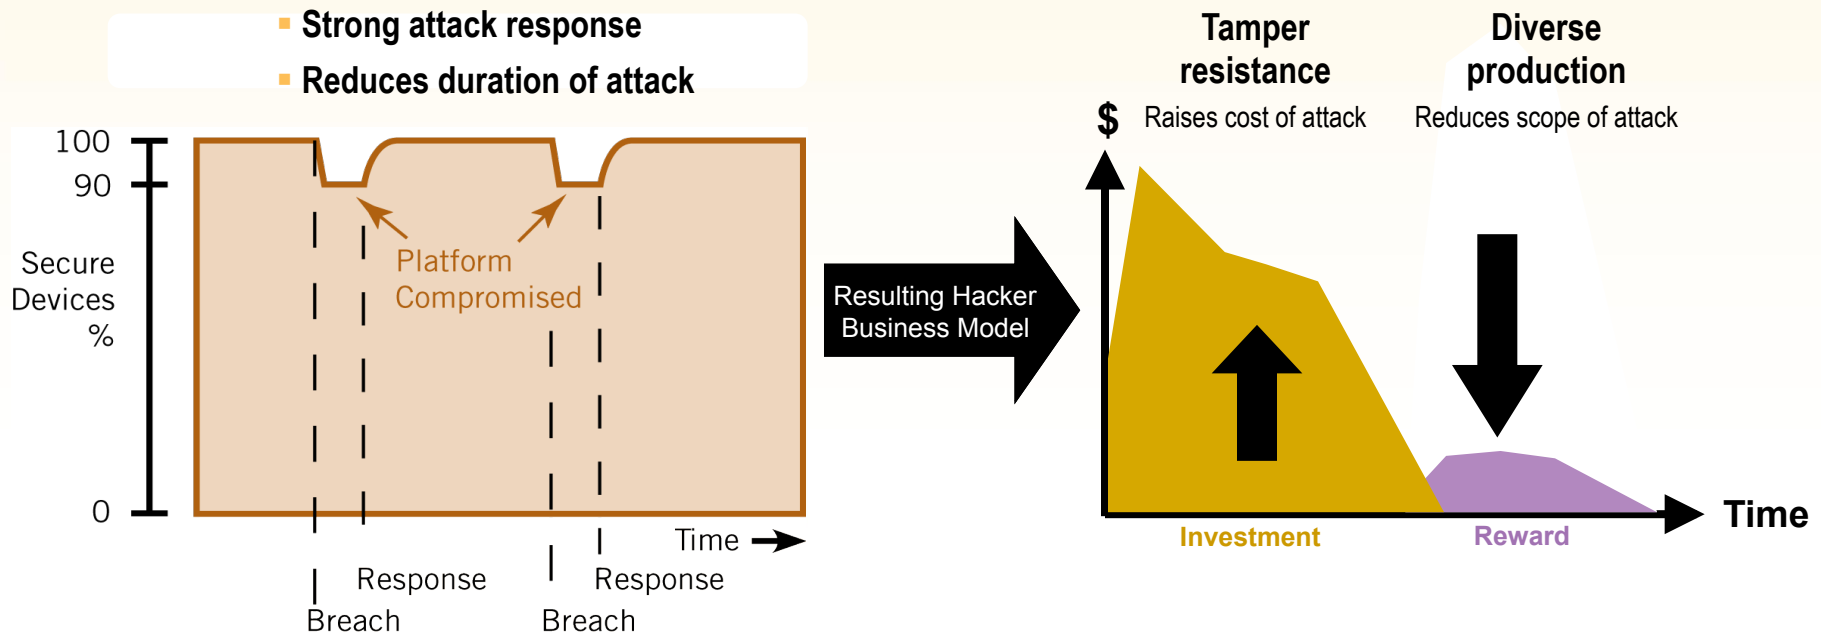 Strong attack response
Reduces duration of attack
100
90
Secure
Devices
%
0
Platform
Compromised
Time
Response
Response
Breach
Breach
Resulting Hacker
Business Model
Tamper
resistance
Raises cost of attack
Diverse
production
Reduces scope of attack
$
Time
Investment
Reward